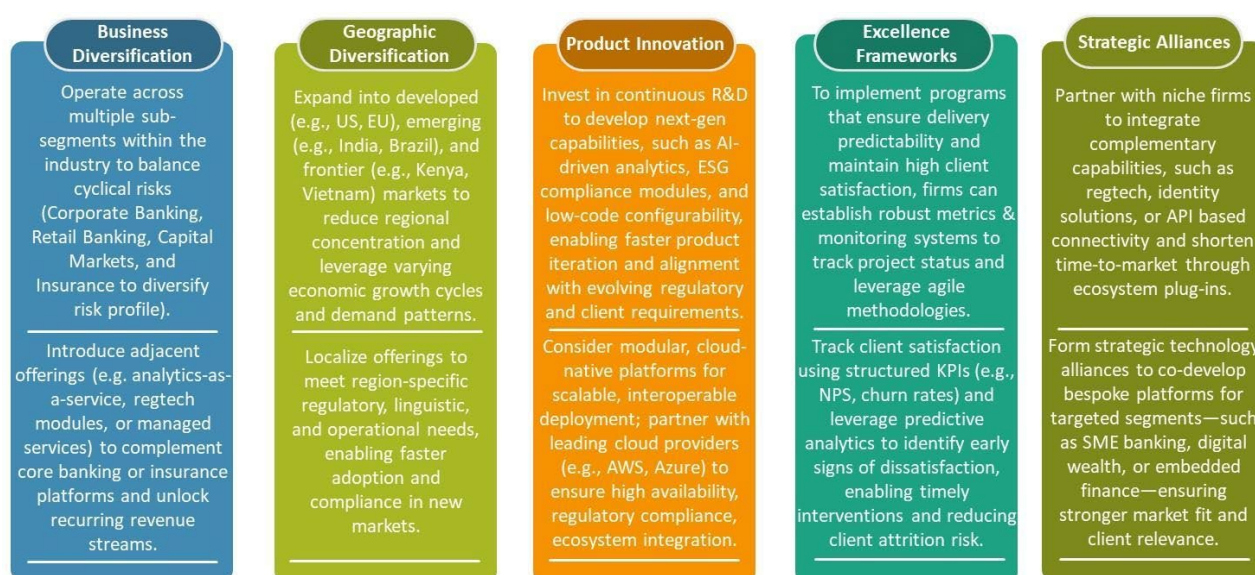 Business
Diversification
Operate across
multiple sub-
segments within the
industry to balance
cyclical risks
(Corporate Banking,
Retail Banking, Capital
Markets, and
Insurance to diversify
risk profile).
Introduce adjacent
offerings (e.g. analytics-as-
a-service, regtech
modules, or managed
services) to complement
core banking or insurance
platforms and unlock
recurring revenue
streams.
Geographic
Diversification
Expand into developed
(e.g., US, EU), emerging
(e.g., India, Brazil), and
frontier (e.g., Kenya,
Vietnam) markets to
reduce regional
concentration and
leverage varying
economic growth cycles
and demand patterns.
Localize offerings to
meet region-specific
regulatory, linguistic,
and operational needs,
enabling faster
adoption and
compliance in new
markets.
Product Innovation
Invest in continuous R&D
to develop next-gen
capabilities, such as AI-
driven analytics, ESG
compliance modules, and
low-code configurability,
enabling faster product
iteration and alignment
with evolving regulatory
and client requirements.
Consider modular, cloud-
native platforms for
scalable, interoperable
deployment; partner with
leading cloud providers
(e.g., AWS, Azure) to
ensure high availability,
regulatory compliance,
ecosystem integration.
Excellence
Frameworks
To implement programs
that ensure delivery
predictability and
maintain high client
satisfaction, firms can
establish robust metrics &
monitoring systems to
track project status and
leverage agile
methodologies.
Track client satisfaction
using structured KPIs (e.g.,
NPS, churn rates) and
leverage predictive
analytics to identify early
signs of dissatisfaction,
enabling timely
interventions and reducing
client attrition risk.
Strategic Alliances
Partner with niche firms
to integrate
complementary
capabilities, such as
regtech, identity
solutions, or API based
connectivity and shorten
time-to-market through
ecosystem plug-ins.
Form strategic technology
alliances to co-develop
bespoke platforms for
targeted segments—such
as SME banking, digital
wealth, or embedded
finance—ensuring
stronger market fit and
client relevance.